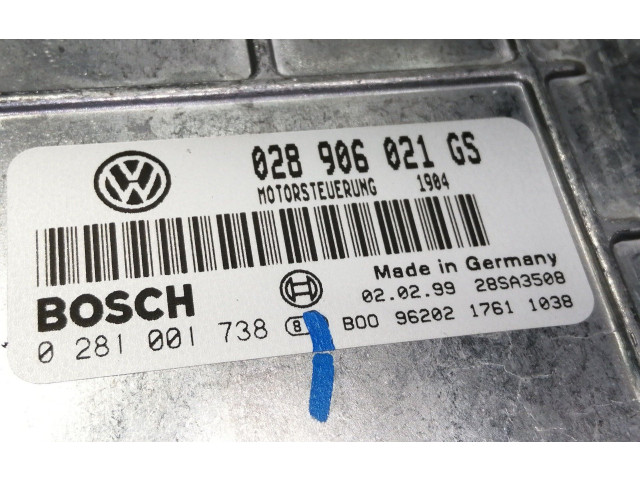 028 906 021 GS
MOTORSTEUERUNG 1904
BOSCH
Made in Germany
02.02.99 28SA3508
0 281 001 738 8 B00 96202 1761 1038